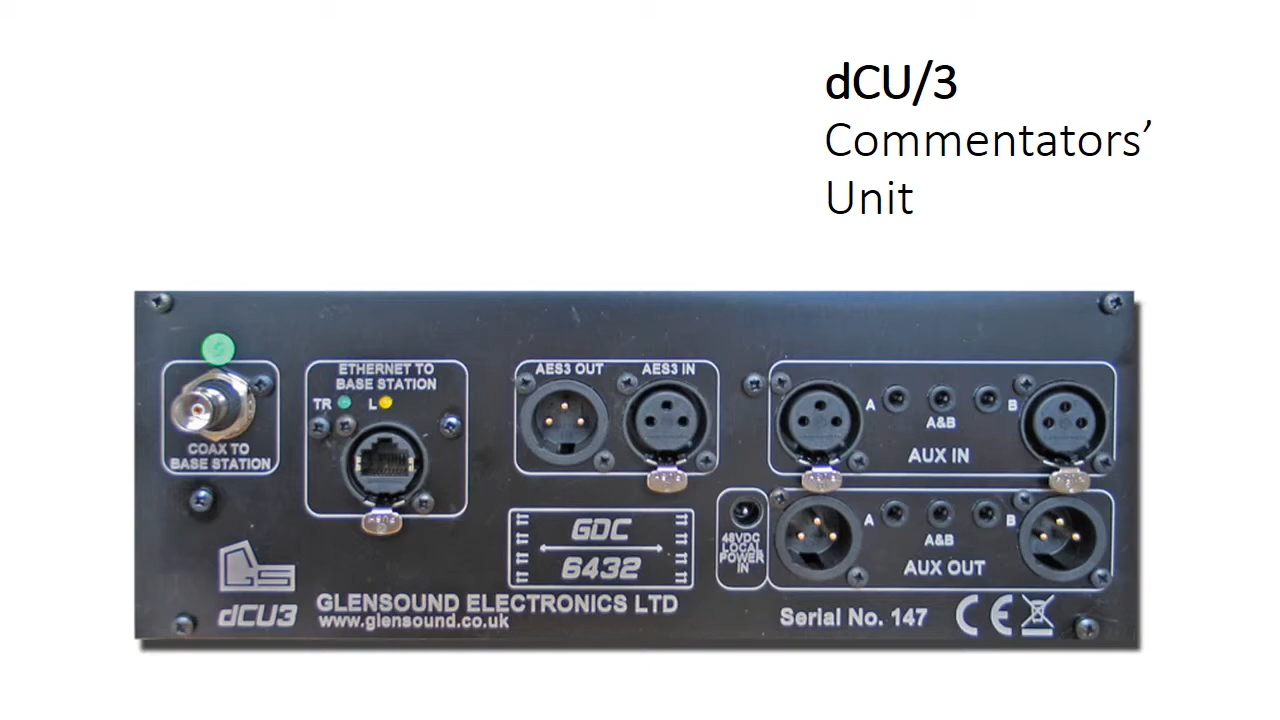 dCU/3
Commentators’
Unit
ETHERNET TO
BASE STATION
TR
L
COAX TO
BASE STATION
AES3 OUT
AES3 IN
A
A&B
B
AUX IN
GDC
6432
48VDC
LOCAL
POWER
IN
A
A&B
B
AUX OUT
GS
dCU3
GLENSOUND ELECTRONICS LTD
www.glensound.co.uk
Serial No. 147
CE